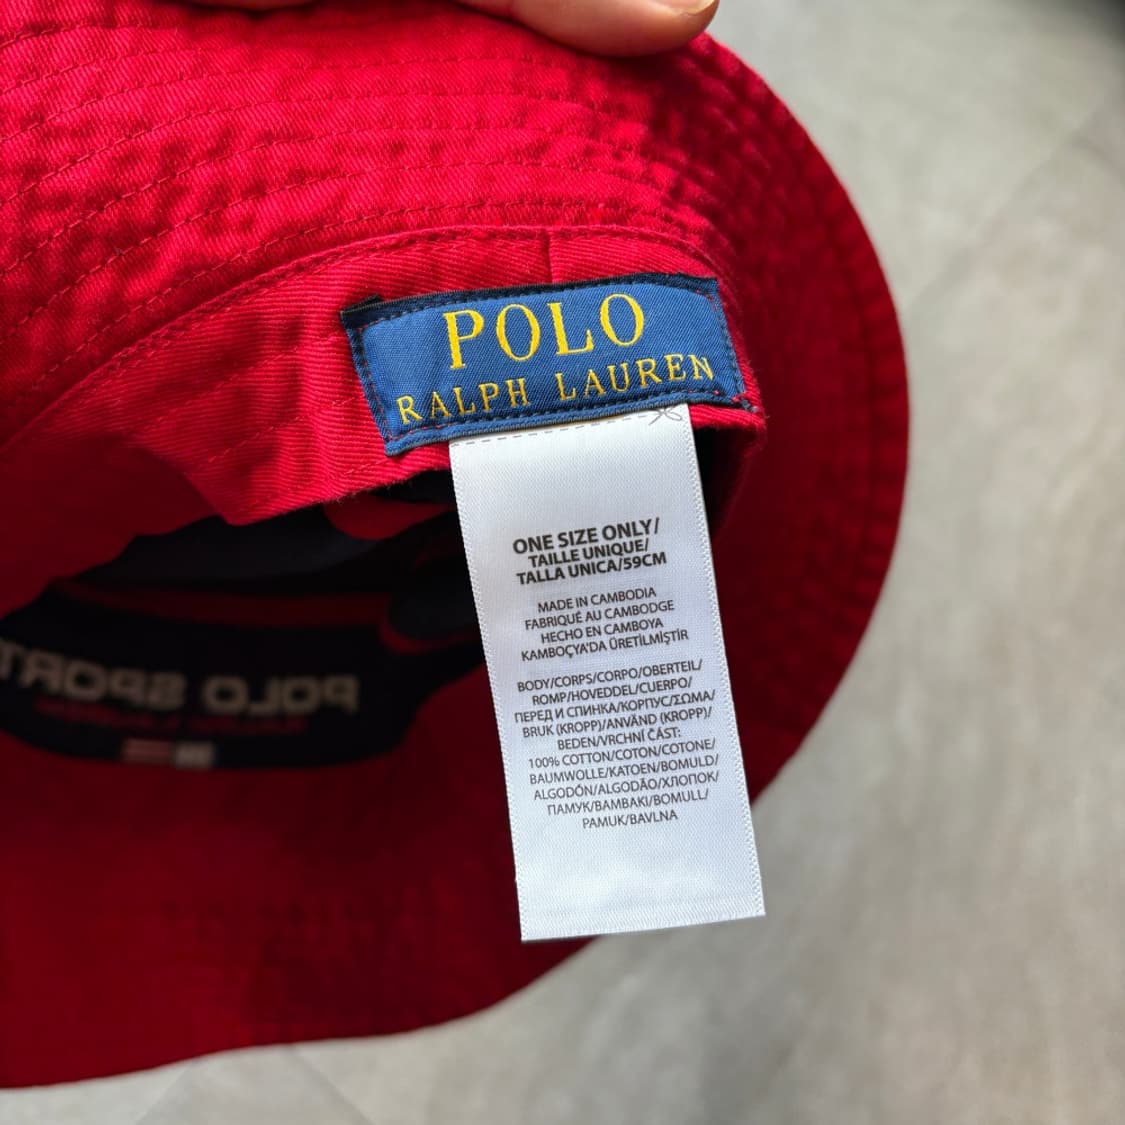 POLO
RALPH LAUREN
ONE SIZE ONLY/
TAILLE UNIQUE/
TALLA UNICA/59CM
MADE IN CAMBODIA
FABRIQUÉ AU CAMBODGE
HECHO EN CAMBOYA
KAMBOÇYA'DA ÜRETİLMİŞTİR
BODY/CORPS/CORPO/OBERTEIL/
ROMP/HOVEDDEL/CUERPO/
ПЕРЕД И СПИНКА/КОРПУС/ΣΩΜΑ/
BRUK (KROPP)/ANVÄND (KROPP)/
BEDEN/VRCHNÍ ČÁST:
100% COTTON/COTON/COTONE/
BAUMWOLLE/KATOEN/BOMULD/
ALGODÓN/ALGODÃO/ХЛОПОК/
ПАМУК/BAMBAKI/BOMULL/
PAMUK/BAVLNA
POLO SPORT